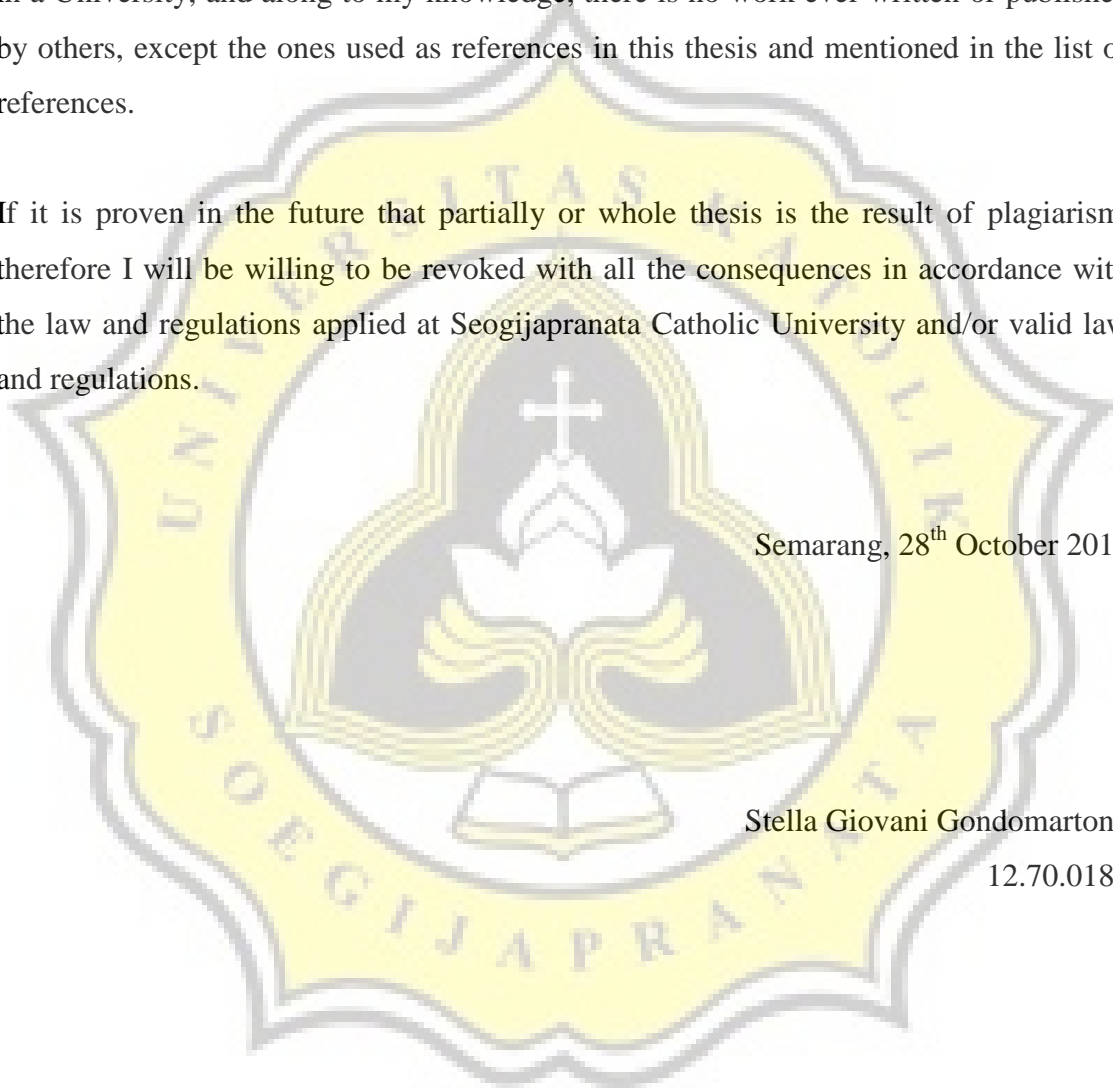 in a University, and along to my knowledge, there is no work ever written or publishe
by others, except the ones used as references in this thesis and mentioned in the list o
references.
If it is proven in the future that partially or whole thesis is the result of plagiarism
therefore I will be willing to be revoked with all the consequences in accordance wit
the law and regulations applied at Seogijapranata Catholic University and/or valid law
and regulations.
Semarang, 28th October 201
Stella Giovani Gondomarton
12.70.018
UNIVERSITAS KATOLIK
SOEGIJAPRANATA